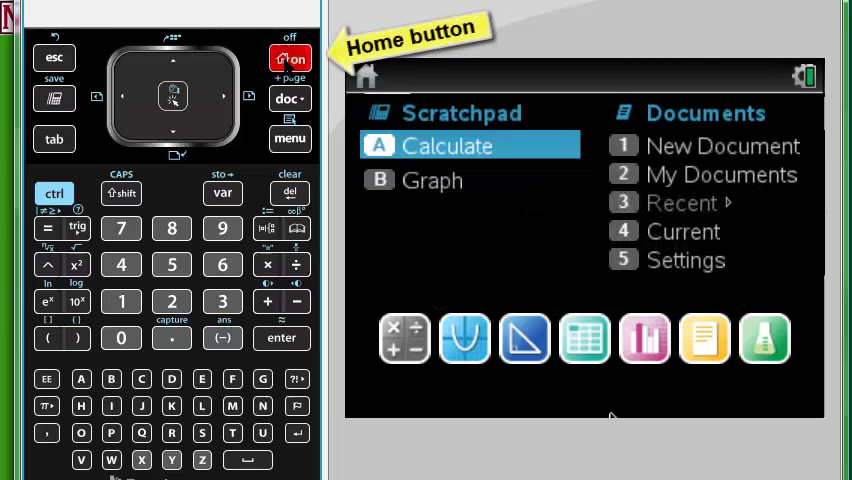 N
off
esc
on
Home button
save
+ page
doc
tab
menu
CAPS
sto→
clear
ctrl
⇧shift
var
del
|≠≥▸
?
:=
∞β°
=
trig
7
8
9
ⁿ√x
√
"□"
^
x²
4
5
6
×
÷
ln
log
eˣ
10ˣ
1
2
3
+
−
[ ]
{ }
capture
ans
≈
(
)
0
.
(−)
enter
EE
A
B
C
D
E
F
G
?!▸
π▸
H
I
J
K
L
M
N
,
O
P
Q
R
S
T
U
V
W
X
Y
Z
Scratchpad
A Calculate
B Graph
Documents
1 New Document
2 My Documents
3 Recent ▸
4 Current
5 Settings